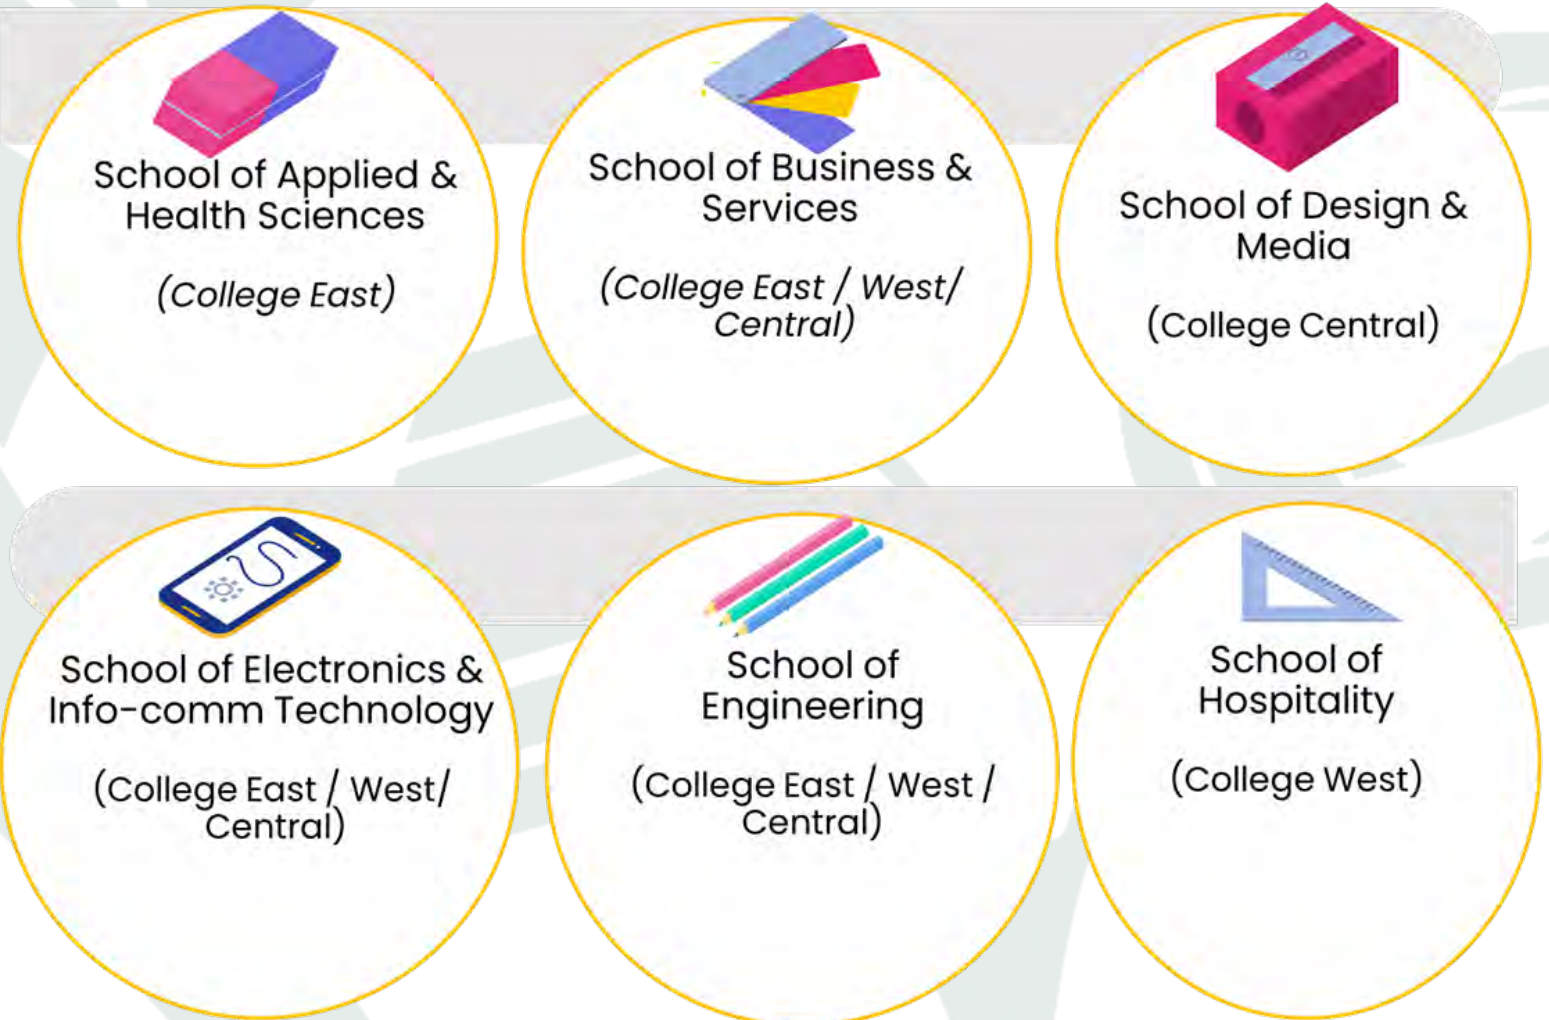 School of Applied &
Health Sciences
(College East)
School of Business &
Services
(College East / West/
Central)
School of Design &
Media
(College Central)
School of Electronics &
Info-comm Technology
(College East / West/
Central)
School of
Engineering
(College East / West /
Central)
School of
Hospitality
(College West)